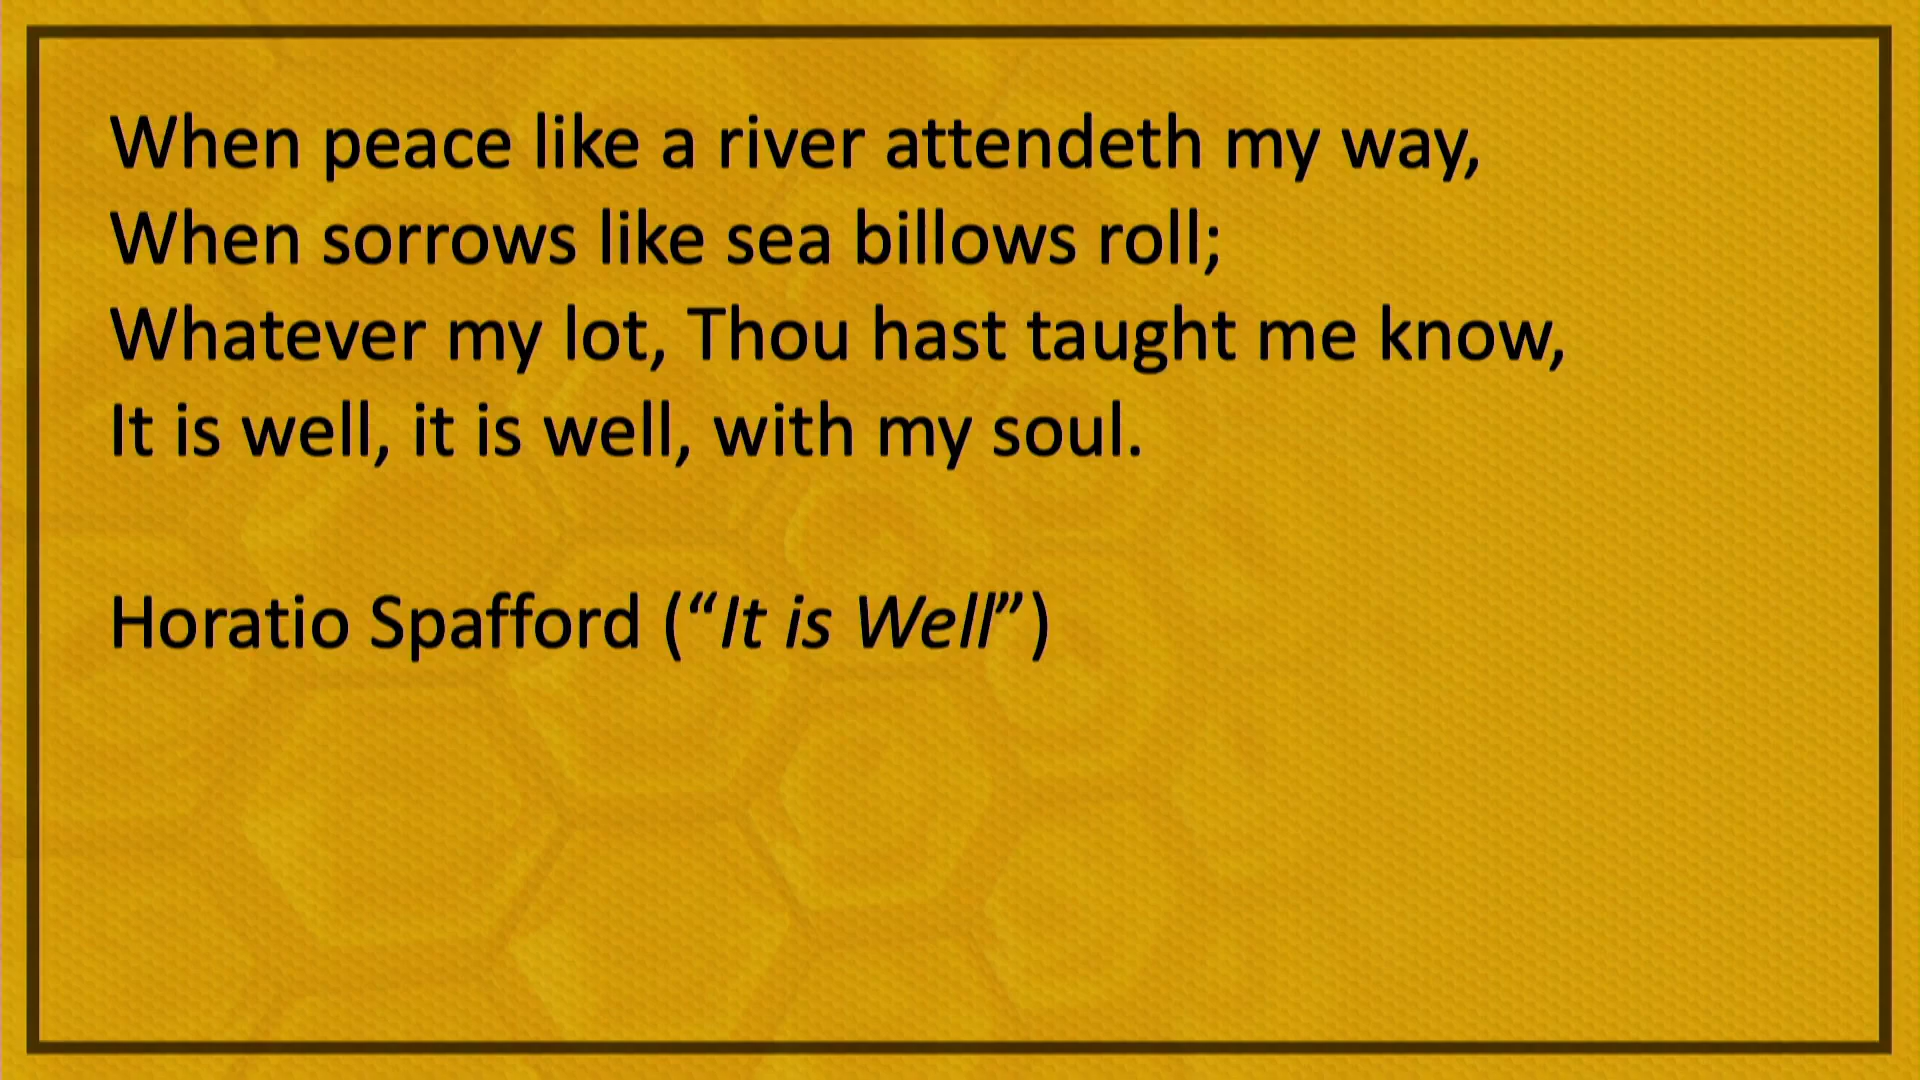 When peace like a river attendeth my way,
When sorrows like sea billows roll;
Whatever my lot, Thou hast taught me know,
It is well, it is well, with my soul.
Horatio Spafford (“It is Well”)